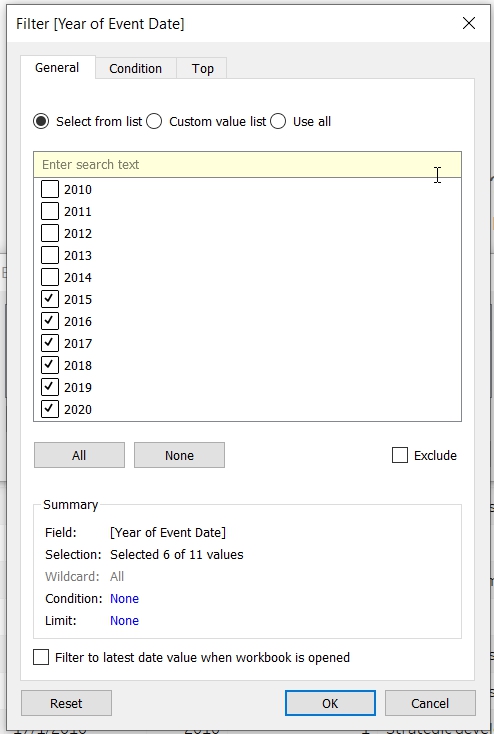 Filter [Year of Event Date]
General Condition Top
Select from list Custom value list Use all
Enter search text
2010
2011
2012
2013
2014
2015
2016
2017
2018
2019
2020
All None Exclude
Summary
Field: [Year of Event Date]
Selection: Selected 6 of 11 values
Wildcard: All
Condition: None
Limit: None
Filter to latest date value when workbook is opened
Reset OK Cancel